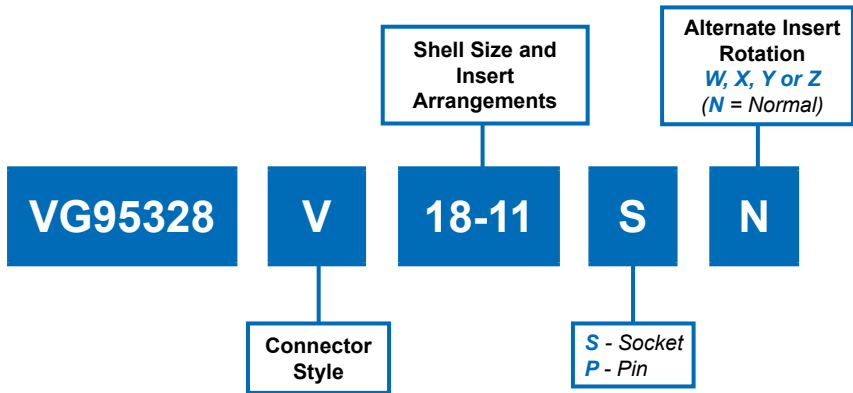 Shell Size and
Insert
Arrangements
Alternate Insert
Rotation
W, X, Y or Z
(N = Normal)
VG95328 V 18-11 S N
Connector
Style
S - Socket
P - Pin